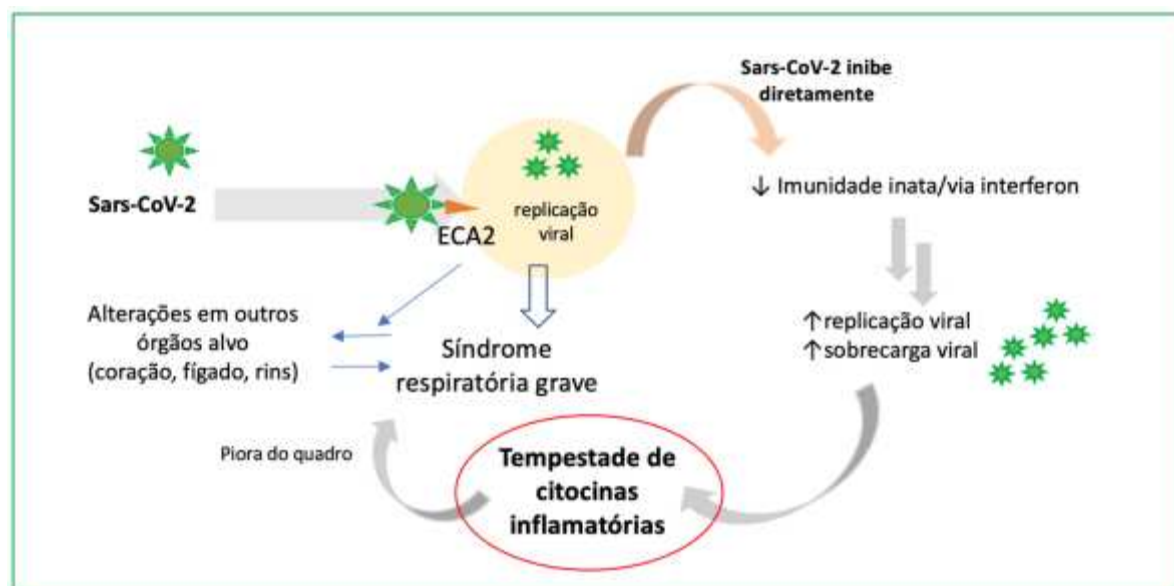 Sars-CoV-2 inibe
diretamente
Sars-CoV-2
ECA2
replicação
viral
↓ Imunidade inata/via interferon
Alterações em outros
órgãos alvo
(coração, fígado, rins)
Síndrome
respiratória grave
↑replicação viral
↑sobrecarga viral
Piora do quadro
Tempestade de
citocinas
inflamatórias